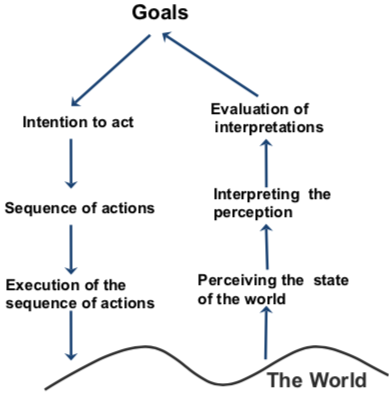 Goals
Intention to act
Sequence of actions
Execution of the
sequence of actions
Evaluation of
interpretations
Interpreting the
perception
Perceiving the state
of the world
The World